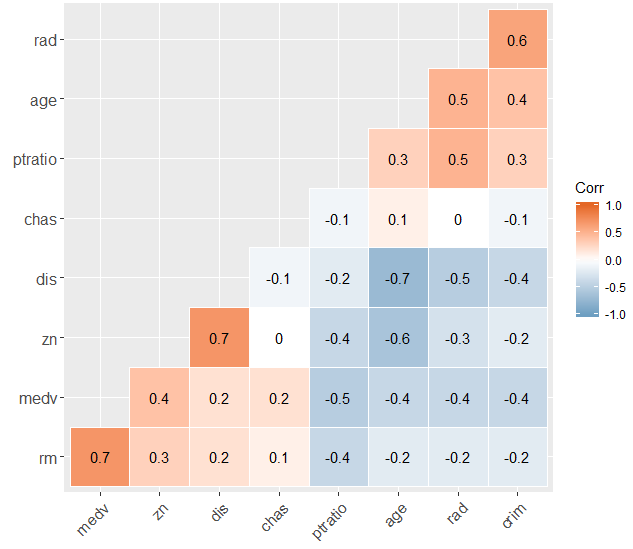 rad 0.6
age 0.5 0.4
ptratio 0.3 0.5 0.3
chas -0.1 0.1 0 -0.1
dis -0.1 -0.2 -0.7 -0.5 -0.4
zn 0.7 0 -0.4 -0.6 -0.3 -0.2
medv 0.4 0.2 0.2 -0.5 -0.4 -0.4 -0.4
rm 0.7 0.3 0.2 0.1 -0.4 -0.2 -0.2 -0.2
medv zn dis chas ptratio age rad crim
Corr
1.0
0.5
0.0
-0.5
-1.0